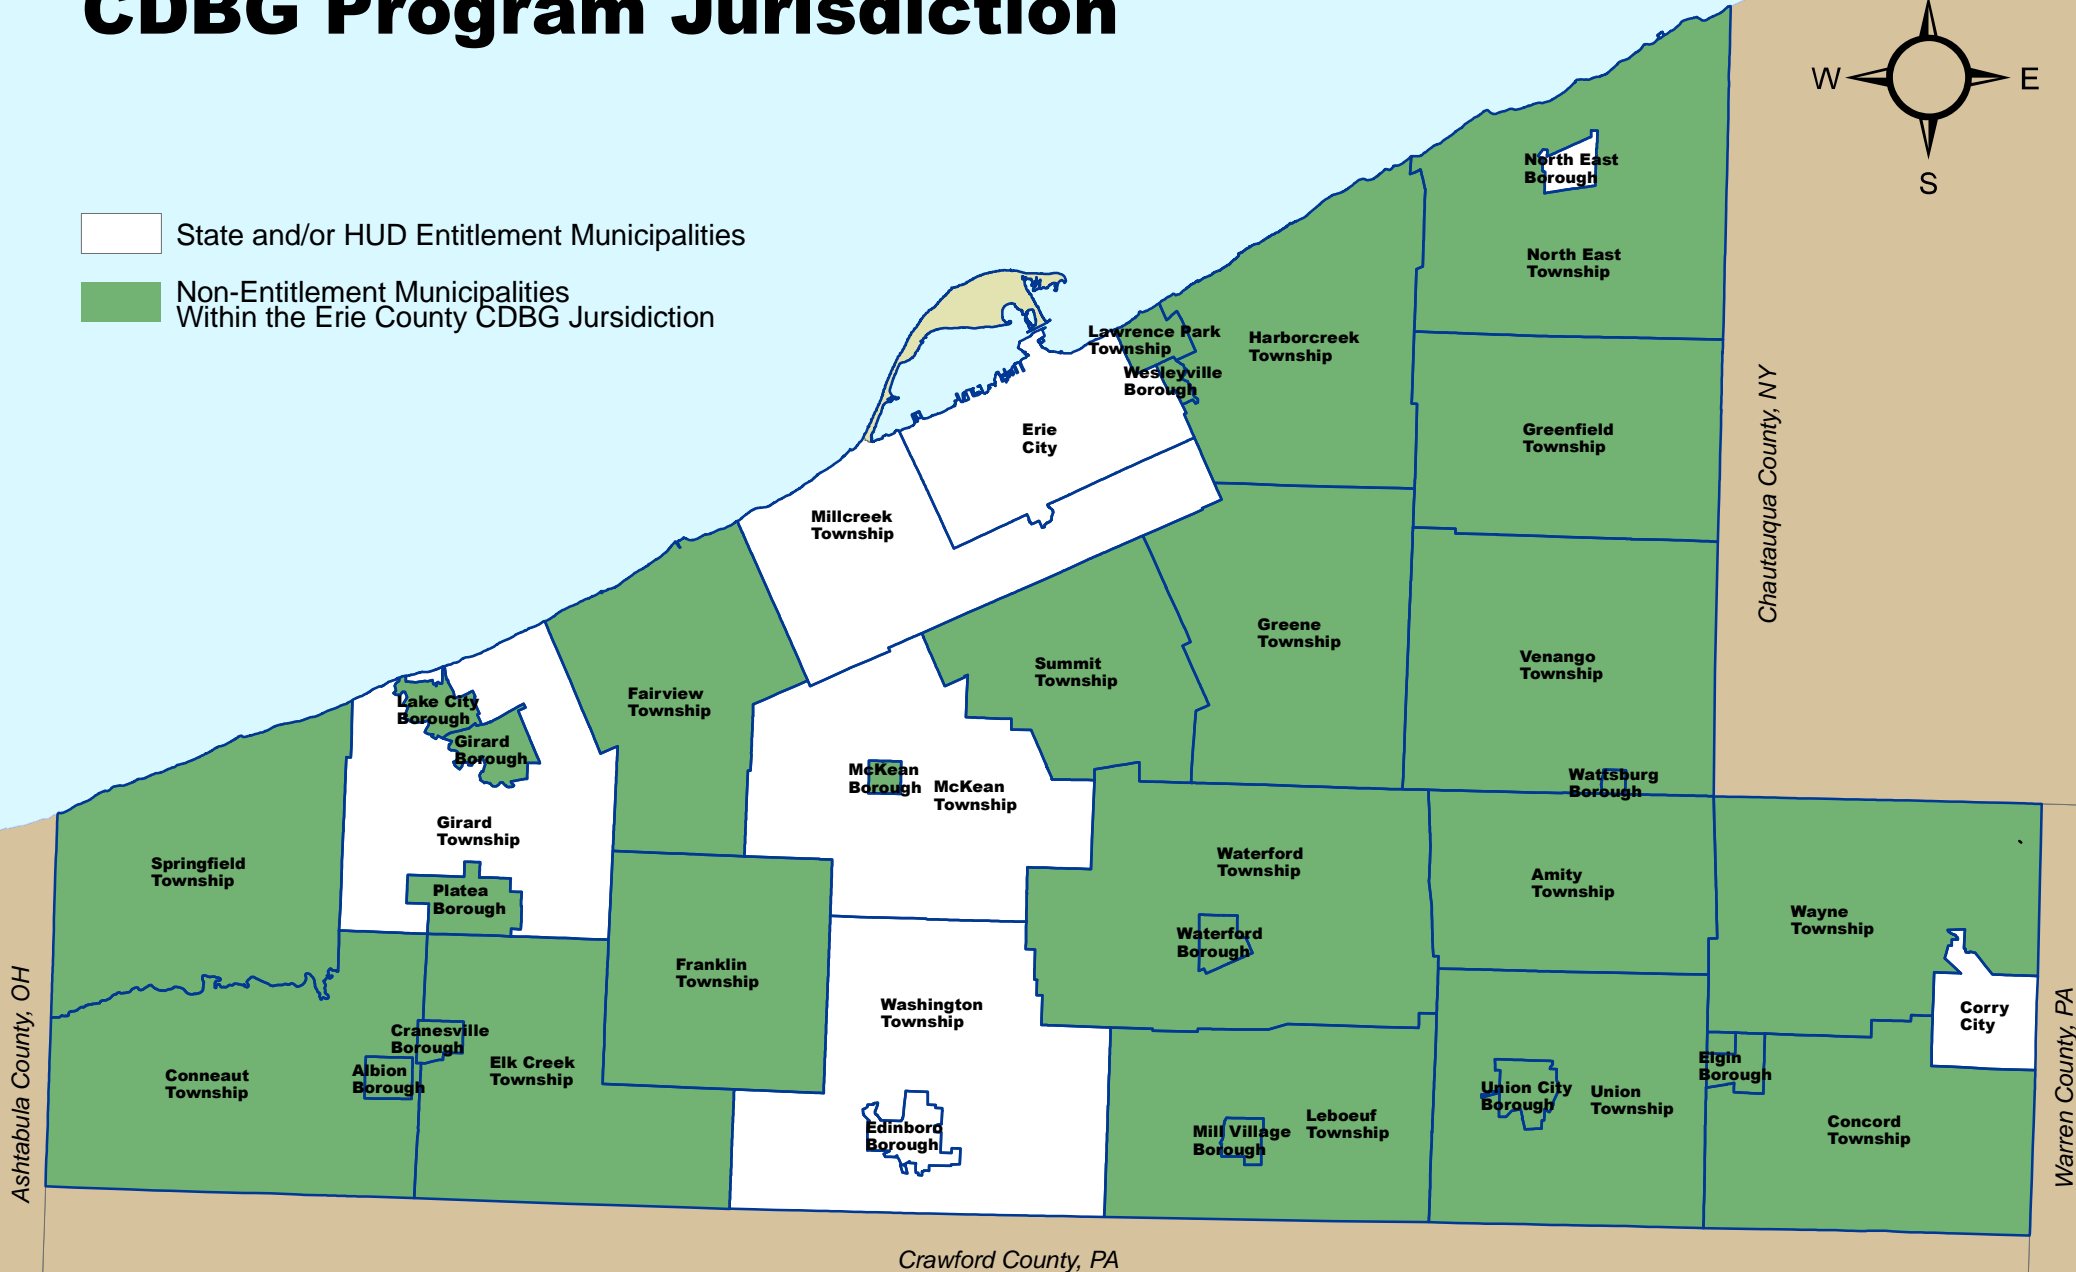 CDBG Program Jurisdiction
W
E
S
State and/or HUD Entitlement Municipalities
Non-Entitlement Municipalities
Within the Erie County CDBG Jursidiction
North East
Borough
North East
Township
Lawrence Park
Township
Harborcreek
Township
Wesleyville
Borough
Erie
City
Greenfield
Township
Chautauqua County, NY
Millcreek
Township
Greene
Township
Summit
Township
Venango
Township
Fairview
Township
Lake City
Borough
Girard
Borough
McKean
Borough
McKean
Township
Wattsburg
Borough
Girard
Township
Springfield
Township
Platea
Borough
Waterford
Township
Amity
Township
Wayne
Township
Waterford
Borough
Franklin
Township
Washington
Township
Corry
City
Cranesville
Borough
Albion
Borough
Elk Creek
Township
Conneaut
Township
Elgin
Borough
Union City
Borough
Union
Township
Leboeuf
Township
Mill Village
Borough
Edinboro
Borough
Concord
Township
Ashtabula County, OH
Warren County, PA
Crawford County, PA